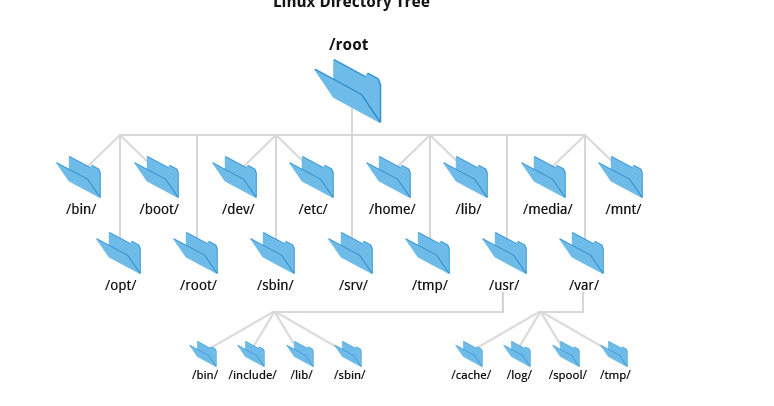 Linux Directory Tree
/root
/bin/ /boot/ /dev/ /etc/ /home/ /lib/ /media/ /mnt/
/opt/ /root/ /sbin/ /srv/ /tmp/ /usr/ /var/
/bin/ /include/ /lib/ /sbin/ /cache/ /log/ /spool/ /tmp/